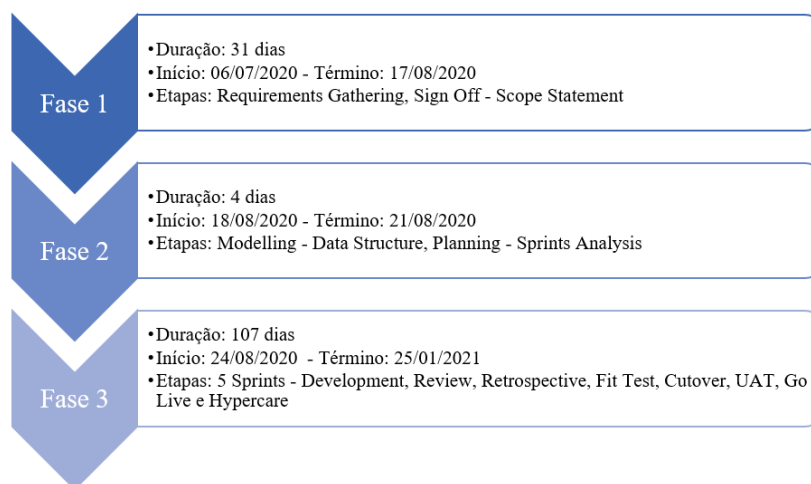 Fase 1
•Duração: 31 dias
•Início: 06/07/2020 - Término: 17/08/2020
•Etapas: Requirements Gathering, Sign Off - Scope Statement
Fase 2
•Duração: 4 dias
•Início: 18/08/2020 - Término: 21/08/2020
•Etapas: Modelling - Data Structure, Planning - Sprints Analysis
Fase 3
•Duração: 107 dias
•Início: 24/08/2020 - Término: 25/01/2021
•Etapas: 5 Sprints - Development, Review, Retrospective, Fit Test, Cutover, UAT, Go
Live e Hypercare